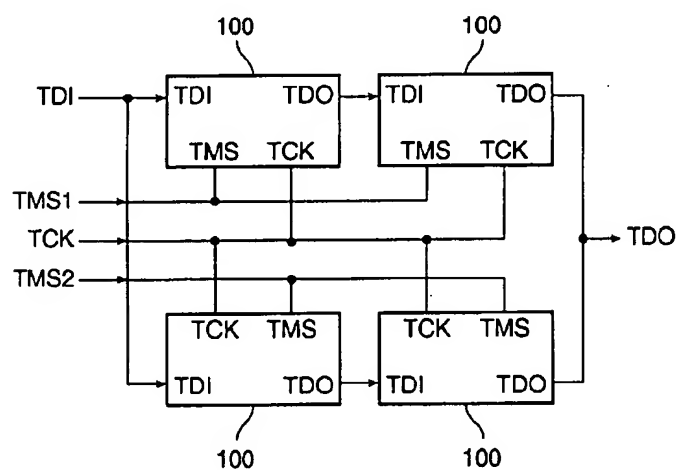 100 100
TDI TDI TDO TDI TDO
TMS TCK TMS TCK
TMS1
TCK TDO
TMS2
TCK TMS TCK TMS
TDI TDO TDI TDO
100 100